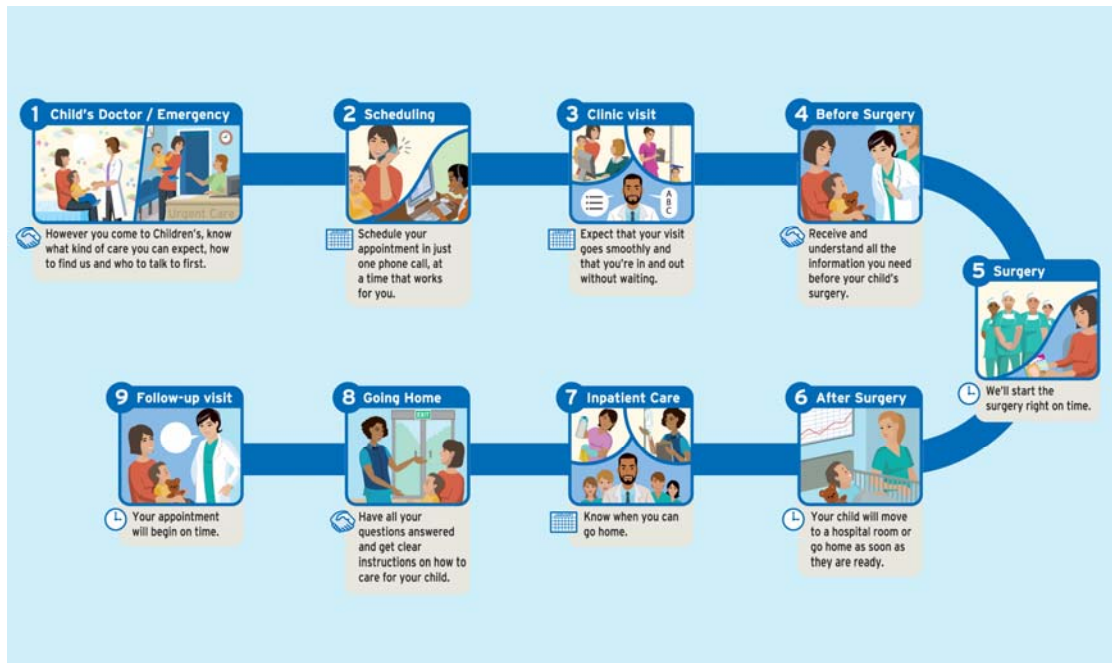 1 Child's Doctor / Emergency
Urgent Care
However you come to Children's, know
what kind of care you can expect, how
to find us and who to talk to first.
2 Scheduling
Schedule your
appointment in just
one phone call, at
a time that works
for you.
3 Clinic visit
A
B
C
Expect that your visit
goes smoothly and
that you're in and out
without waiting.
4 Before Surgery
Receive and
understand all the
information you need
before your child's
surgery.
5 Surgery
We'll start the
surgery right on time.
6 After Surgery
Your child will move
to a hospital room or
go home as soon as
they are ready.
7 Inpatient Care
Know when you can
go home.
8 Going Home
EXIT
Have all your
questions answered
and get clear
instructions on how to
care for your child.
9 Follow-up visit
Your appointment
will begin on time.